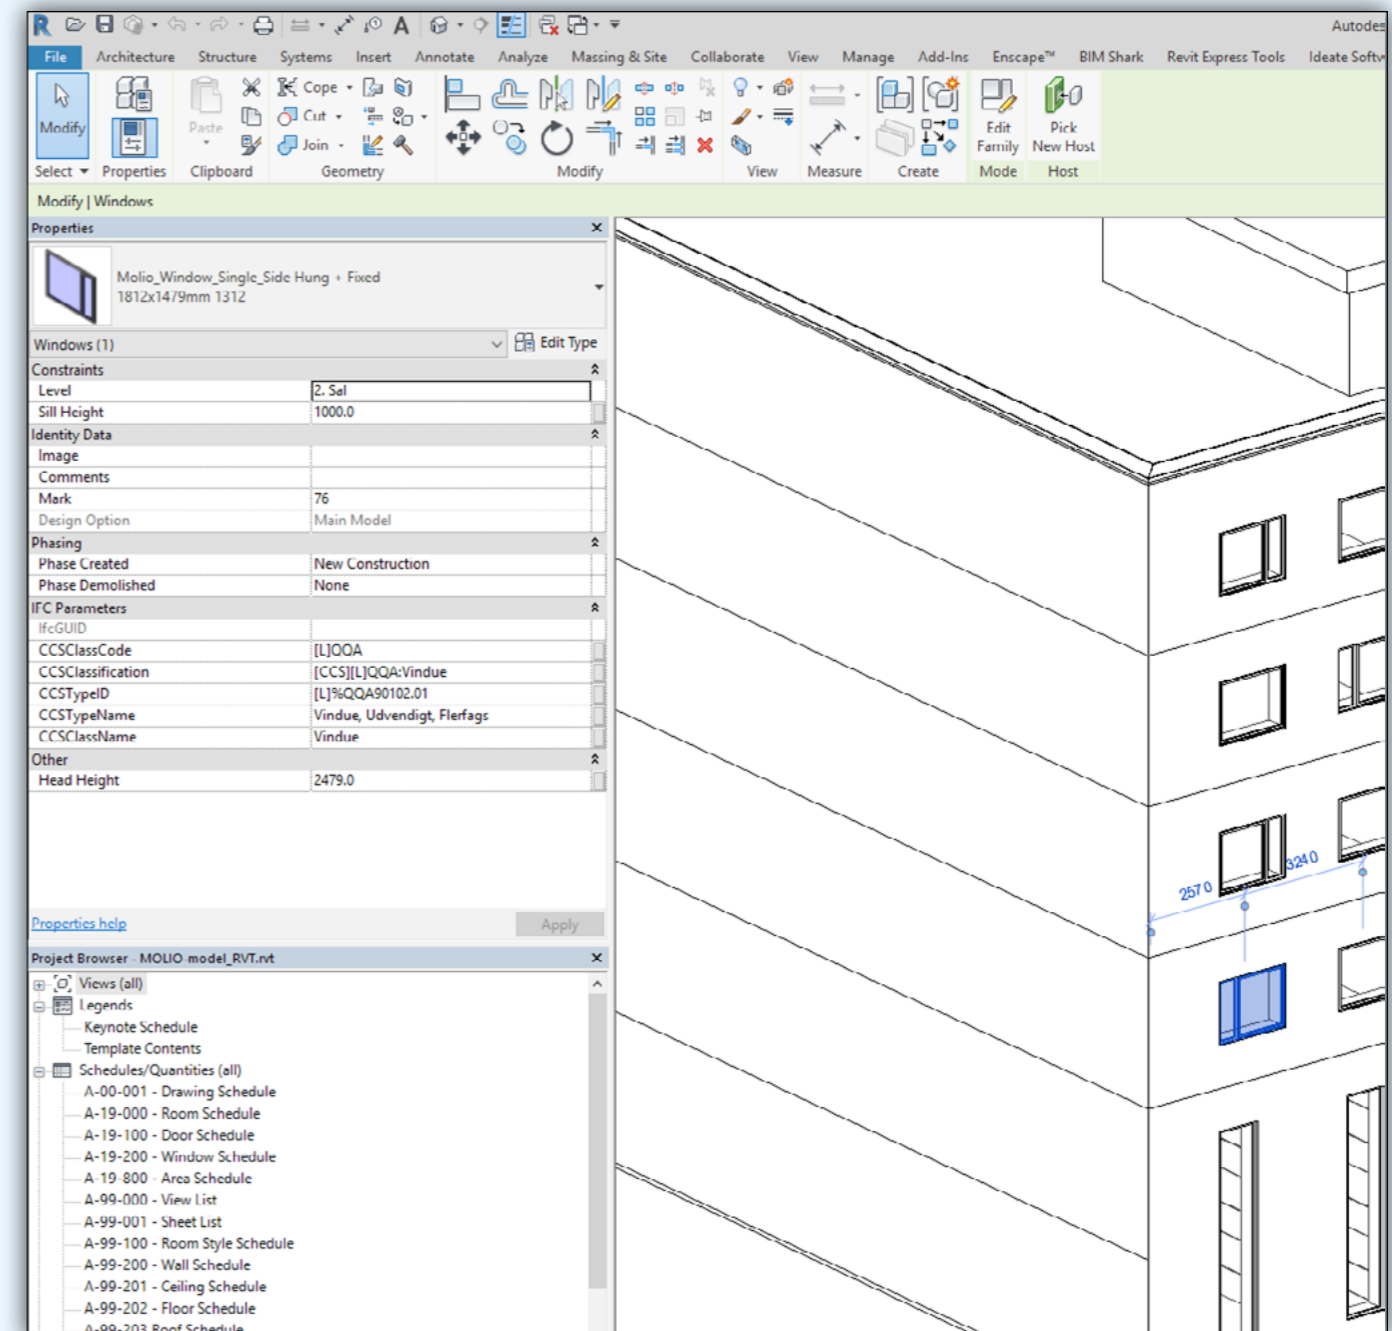 Autodes
File Architecture Structure Systems Insert Annotate Analyze Massing & Site Collaborate View Manage Add-Ins Enscape™ BIM Shark Revit Express Tools Ideate Softw
Modify Paste Cope Cut Join Edit Family Pick New Host
Select Properties Clipboard Geometry Modify View Measure Create Mode Host
Modify | Windows
Properties
Molio_Window_Single_Side Hung + Fixed
1812x1479mm 1312
Windows (1) Edit Type
Constraints
Level 2. Sal
Sill Height 1000.0
Identity Data
Image
Comments
Mark 76
Design Option Main Model
Phasing
Phase Created New Construction
Phase Demolished None
IFC Parameters
IfcGUID
CCSClassCode [L]QQA
CCSClassification [CCS][L]QQA:Vindue
CCSTypeID [L]%QQA90102.01
CCSTypeName Vindue, Udvendigt, Flerfags
CCSClassName Vindue
Other
Head Height 2479.0
Properties help Apply
Project Browser - MOLIO-model_RVT.rvt
Views (all)
Legends
Keynote Schedule
Template Contents
Schedules/Quantities (all)
A-00-001 - Drawing Schedule
A-19-000 - Room Schedule
A-19-100 - Door Schedule
A-19-200 - Window Schedule
A-19-800 - Area Schedule
A-99-000 - View List
A-99-001 - Sheet List
A-99-100 - Room Style Schedule
A-99-200 - Wall Schedule
A-99-201 - Ceiling Schedule
A-99-202 - Floor Schedule
A-99-203 Roof Schedule
2570
3240